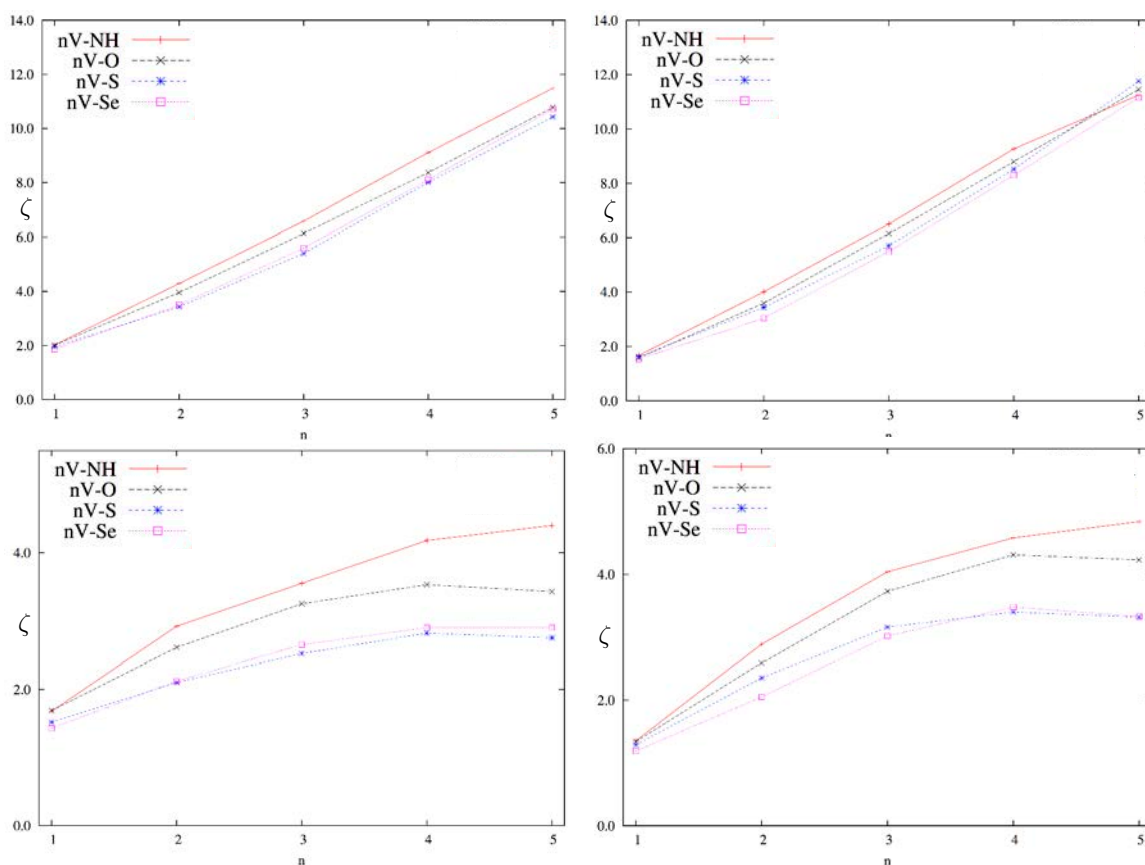 14.0
nV-NH
nV-O
nV-S
nV-Se
12.0
10.0
8.0
ζ
6.0
4.0
2.0
0.0
1 2 3 4 5
n
14.0
nV-NH
nV-O
nV-S
nV-Se
12.0
10.0
8.0
ζ
6.0
4.0
2.0
0.0
1 2 3 4 5
n
nV-NH
nV-O
nV-S
nV-Se
4.0
ζ
2.0
0.0
1 2 3 4 5
n
6.0
nV-NH
nV-O
nV-S
nV-Se
4.0
ζ
2.0
0.0
1 2 3 4 5
n